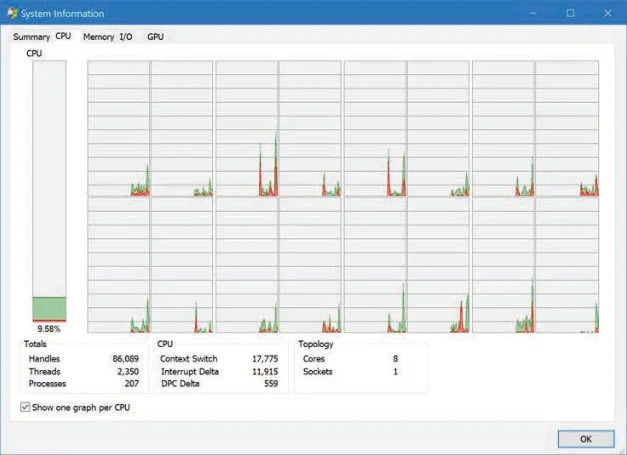 System Information
Summary CPU Memory I/O GPU
CPU
9.58%
Totals
Handles 86,089
Threads 2,350
Processes 207
CPU
Context Switch 17,775
Interrupt Delta 11,915
DPC Delta 559
Topology
Cores 8
Sockets 1
Show one graph per CPU
OK